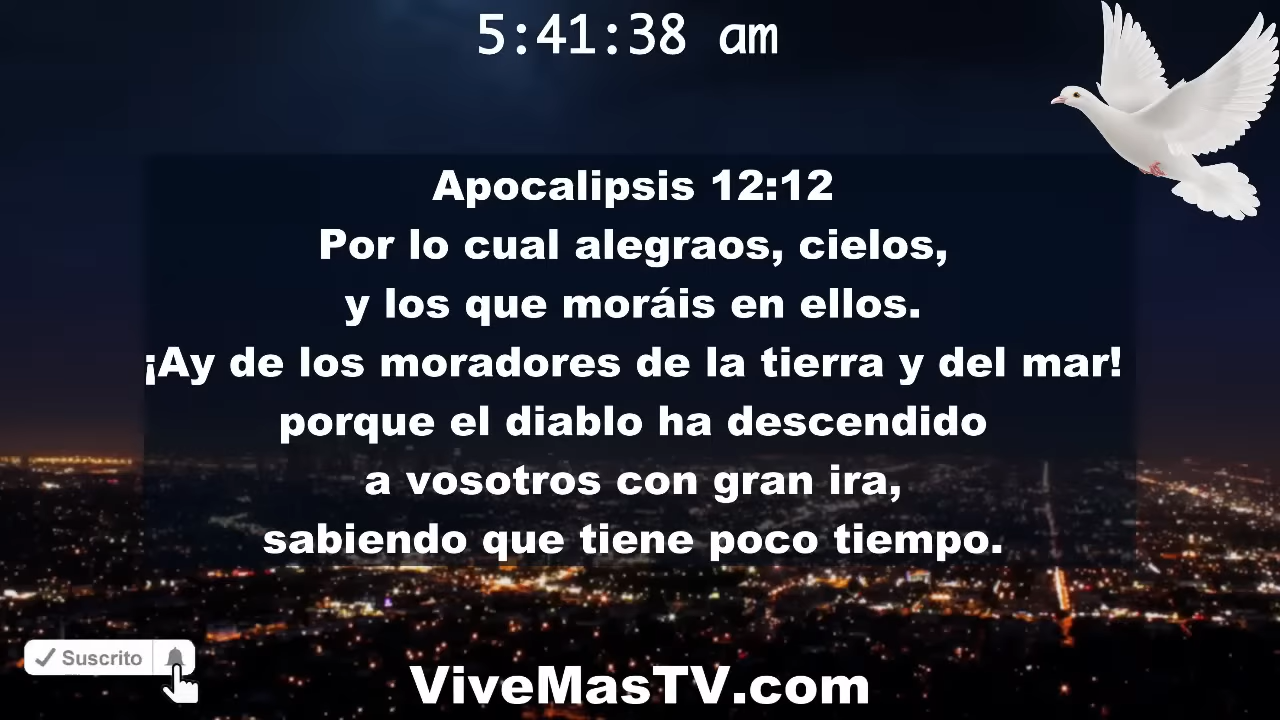 5:41:38 am
Apocalipsis 12:12
Por lo cual alegraos, cielos,
y los que moráis en ellos.
¡Ay de los moradores de la tierra y del mar!
porque el diablo ha descendido
a vosotros con gran ira,
sabiendo que tiene poco tiempo.
Suscrito
ViveMasTV.com